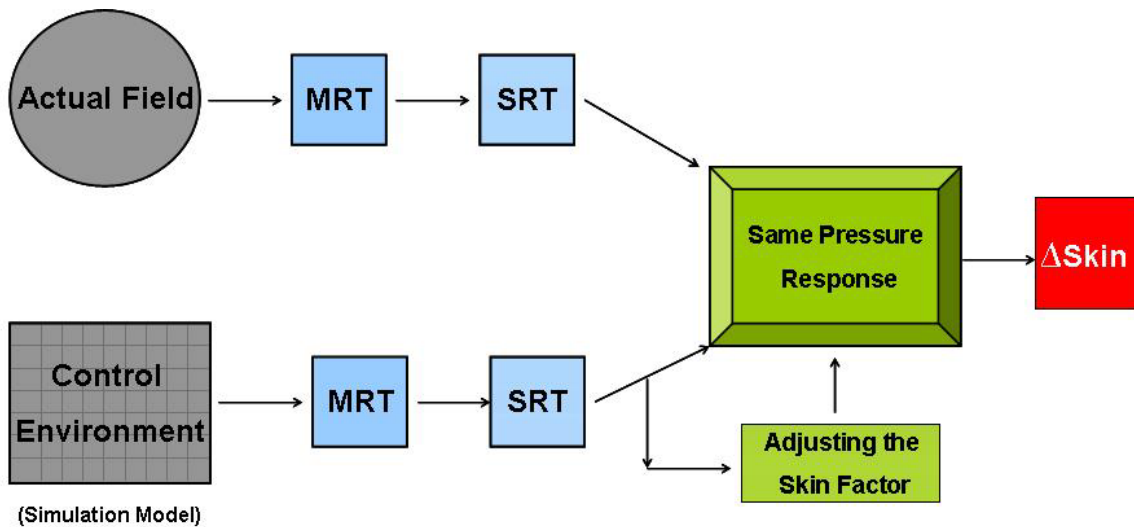 Actual Field
MRT
SRT
Same Pressure
Response
ΔSkin
Control
Environment
MRT
SRT
Adjusting the
Skin Factor
(Simulation Model)